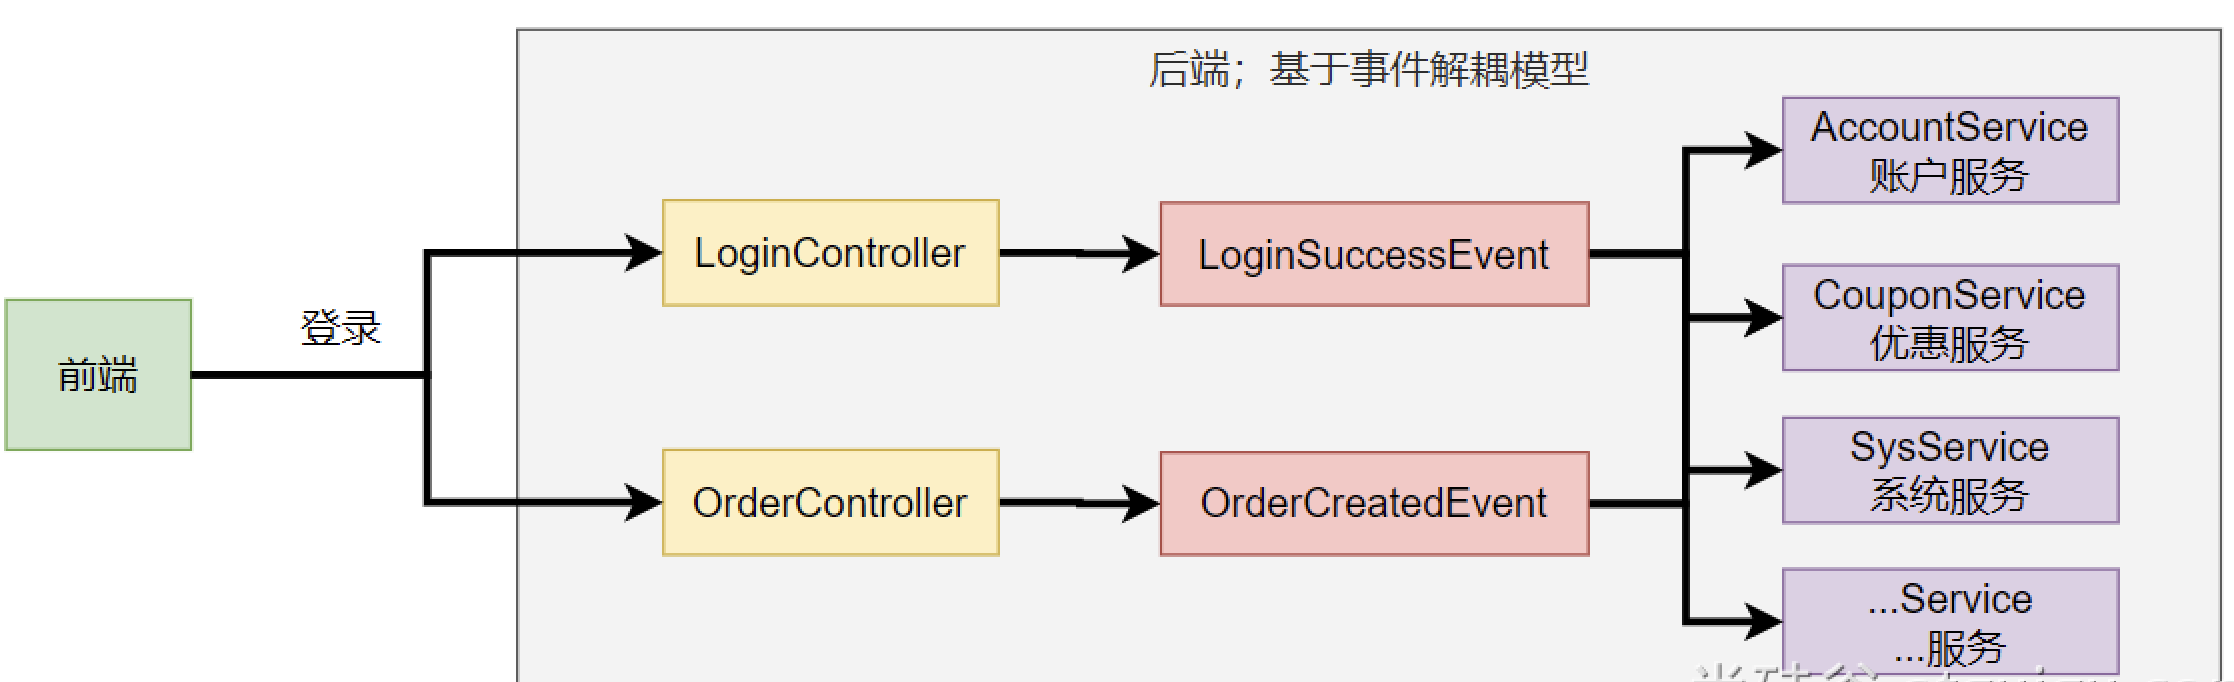 后端；基于事件解耦模型
AccountService
账户服务
LoginController
LoginSuccessEvent
CouponService
优惠服务
登录
前端
SysService
系统服务
OrderController
OrderCreatedEvent
...Service
...服务